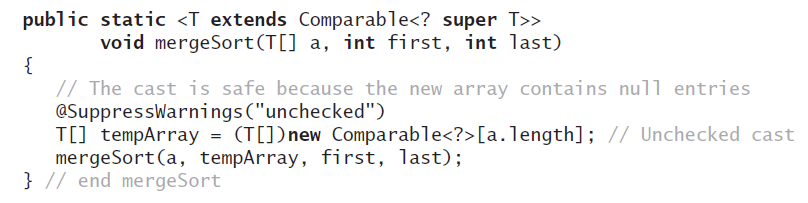 public static <T extends Comparable<? super T>>
void mergeSort(T[] a, int first, int last)
{
// The cast is safe because the new array contains null entries
@SuppressWarnings("unchecked")
T[] tempArray = (T[])new Comparable<?>[a.length]; // Unchecked cast
mergeSort(a, tempArray, first, last);
} // end mergeSort